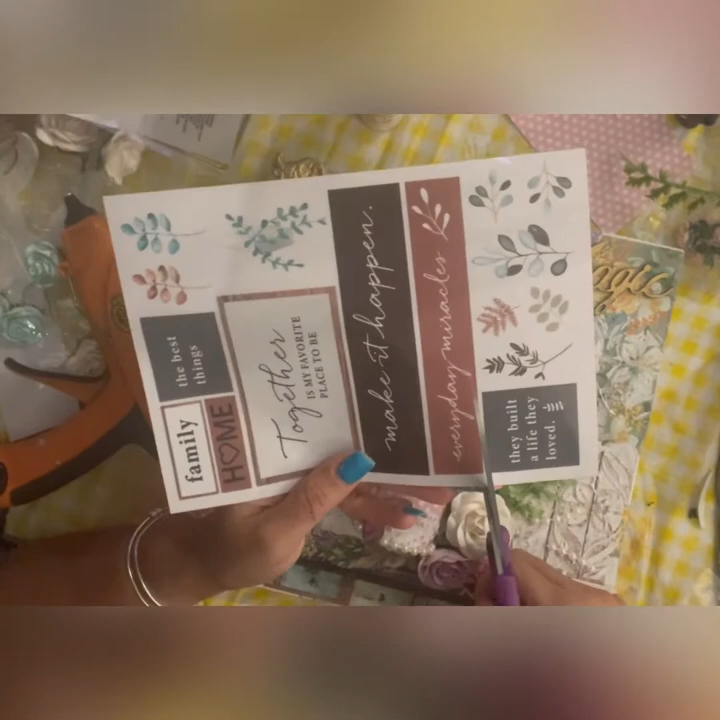 family
HOME
the best
things
Together
IS MY FAVORITE
PLACE TO BE
make it happen.
everyday miracles
they built
a life they
loved.